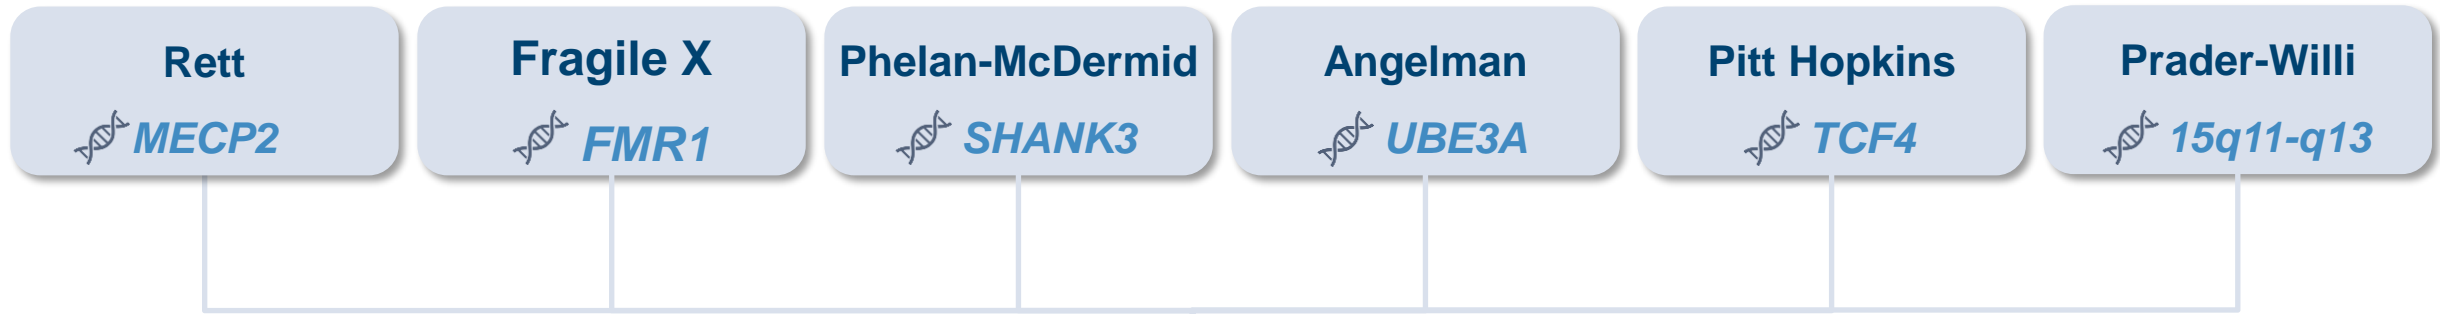 Rett
MECP2
Fragile X
FMR1
Phelan-McDermid
SHANK3
Angelman
UBE3A
Pitt Hopkins
TCF4
Prader-Willi
15q11-q13